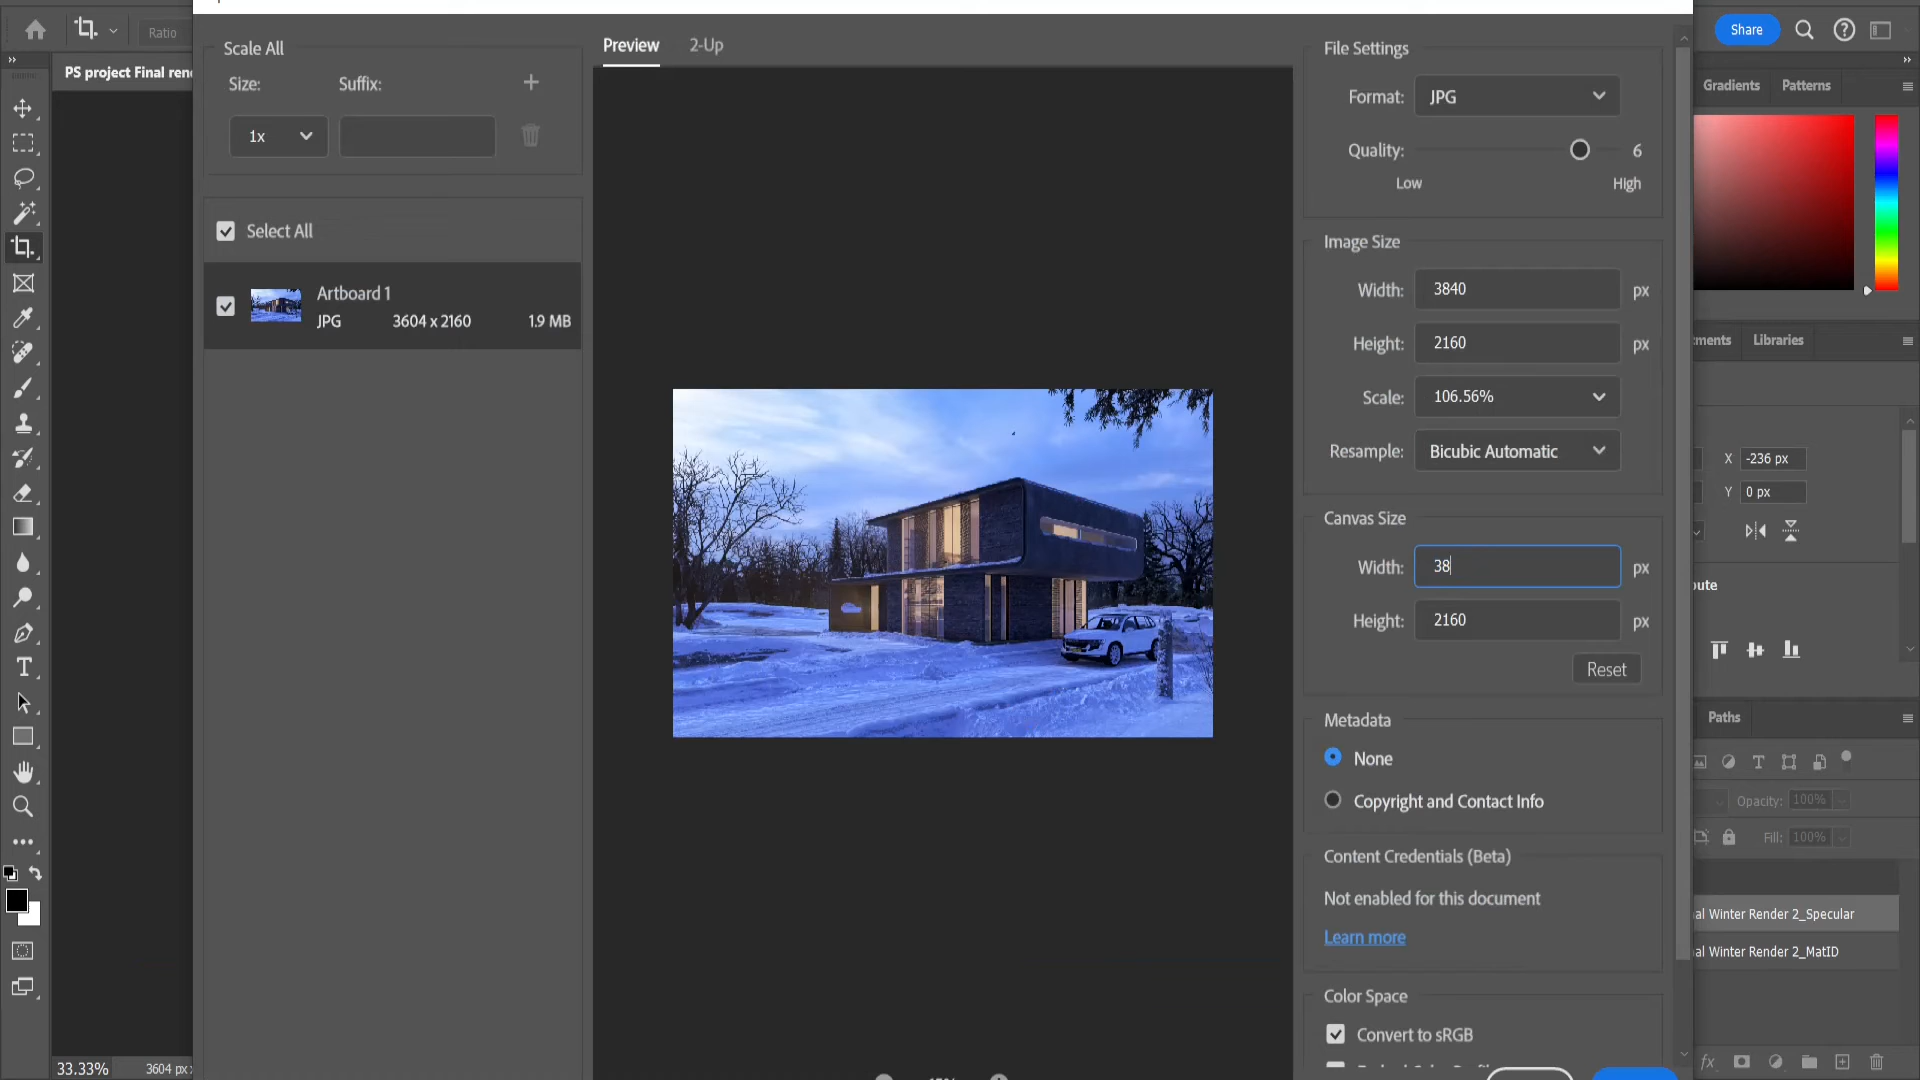 Ratio
Share
PS project Final ren
Scale All
Size:
Suffix:
1x
Select All
Artboard 1
JPG 3604 x 2160 1.9 MB
Preview 2-Up
File Settings
Format: JPG
Quality: 6
Low High
Image Size
Width: 3840 px
Height: 2160 px
Scale: 106.56%
Resample: Bicubic Automatic
Canvas Size
Width: 38 px
Height: 2160 px
Reset
Metadata
None
Copyright and Contact Info
Content Credentials (Beta)
Not enabled for this document
Learn more
Color Space
Convert to sRGB
Gradients Patterns
ments Libraries
X -236 px
Y 0 px
oute
Paths
Opacity: 100%
Fill: 100%
al Winter Render 2_Specular
al Winter Render 2_MatID
fx
33.33% 3604 px